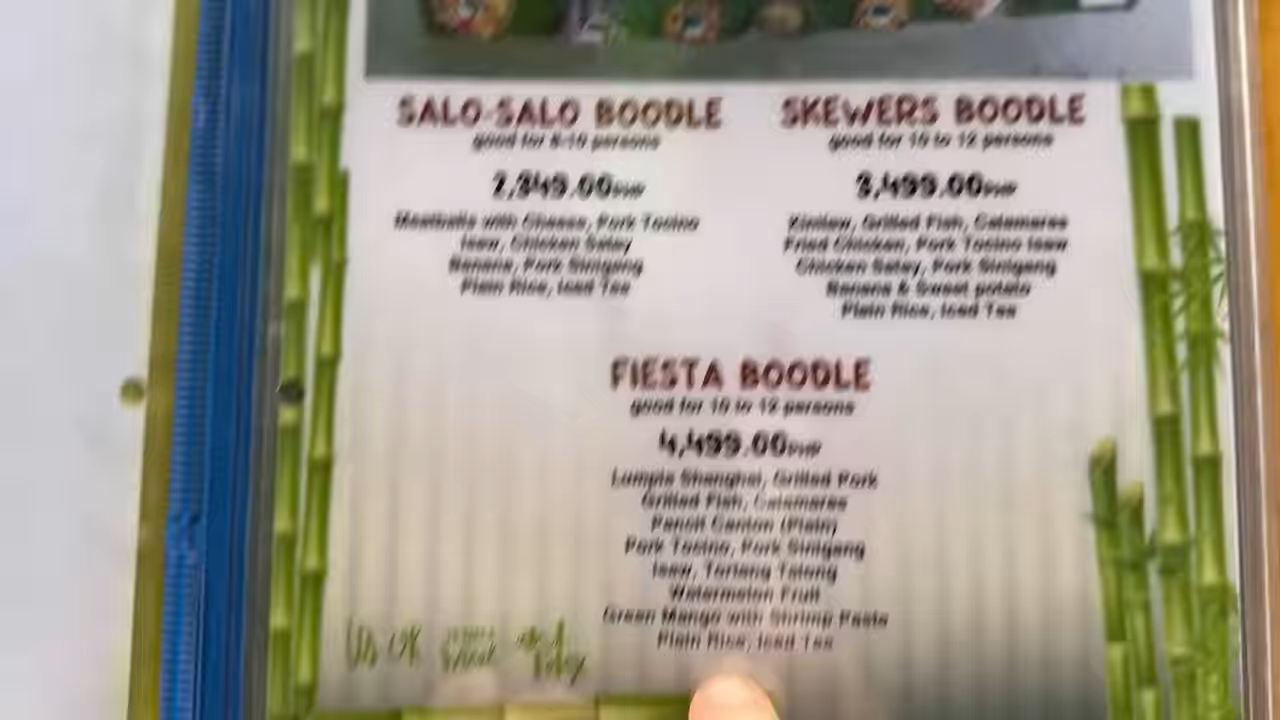 SALO-SALO BOODLE
good for 8-10 persons
2,349.00PHP
Meatballs with Cheese, Pork Tocino
Isaw, Chicken Satay
Banana, Pork Sinigang
Plain Rice, Iced Tea
SKEWERS BOODLE
good for 10 to 12 persons
3,499.00PHP
Kinilaw, Grilled Fish, Calamares
Fried Chicken, Pork Tocino Isaw
Chicken Satay, Pork Sinigang
Banana & Sweet potato
Plain Rice, Iced Tea
FIESTA BOODLE
good for 10 to 12 persons
4,499.00PHP
Lumpia Shanghai, Grilled Pork
Grilled Fish, Calamares
Pancit Canton (Plain)
Pork Tocino, Pork Sinigang
Isaw, Tortang Talong
Watermelon Fruit
Green Mango with Shrimp Paste
Plain Rice, Iced Tea